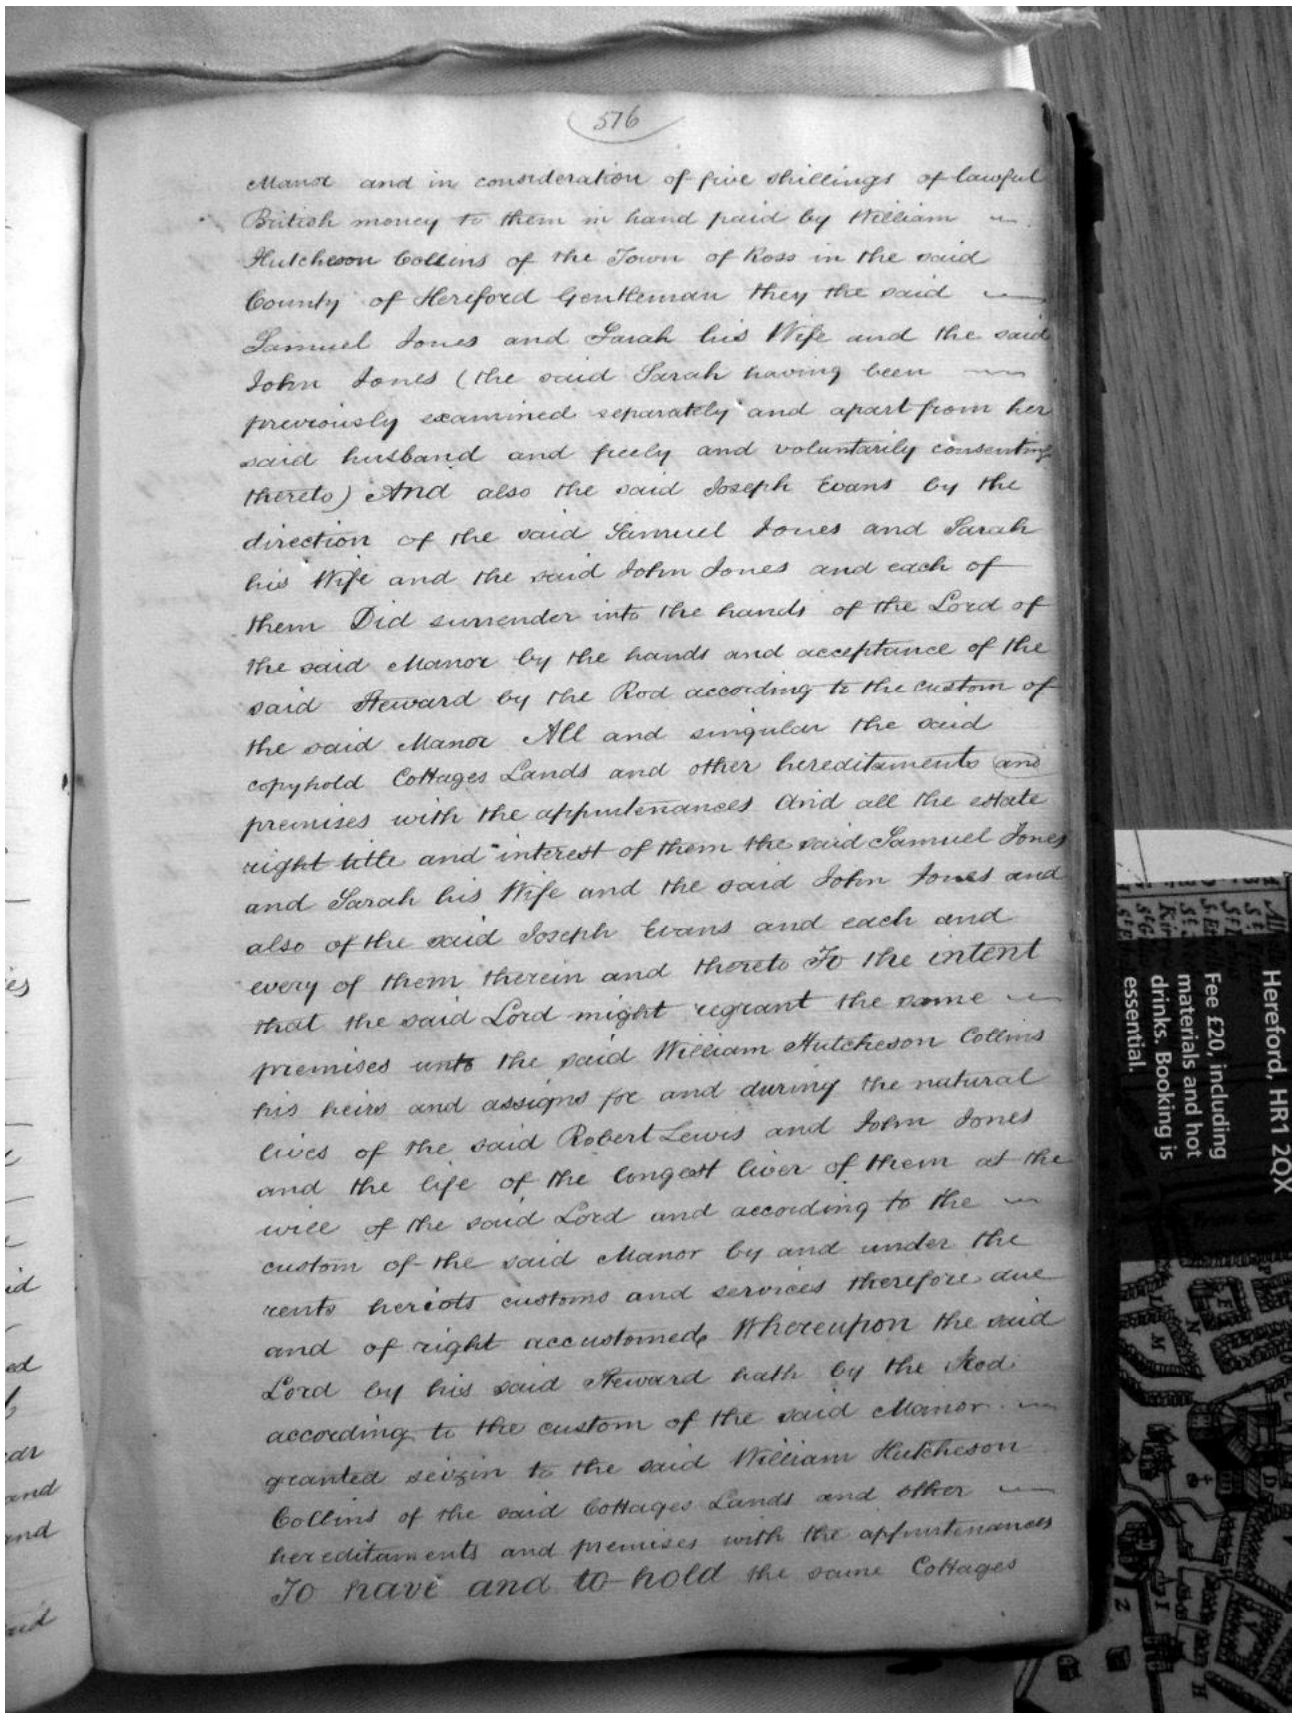 576
Manor and in consideration of five shillings of lawful
British money to them in hand paid by William
Hutcheson Collins of the Town of Ross in the said
County of Hereford Gentleman they the said
Samuel Jones and Sarah his Wife and the said
John Jones (the said Sarah having been
previously examined separately and apart from her
said husband and freely and voluntarily consenting
thereto) And also the said Joseph Evans by the
direction of the said Samuel Jones and Sarah
his Wife and the said John Jones and each of
them Did surrender into the hands of the Lord of
the said Manor by the hands and acceptance of the
said Steward by the Rod according to the custom of
the said Manor All and singular the said
copyhold Cottages Lands and other hereditaments and
premises with the appurtenances And all the estate
right title and interest of them the said Samuel Jones
and Sarah his Wife and the said John Jones and
also of the said Joseph Evans and each and
every of them therein and thereto To the intent
that the said Lord might regrant the same
premises unto the said William Hutcheson Collins
his heirs and assigns for and during the natural
lives of the said Robert Lewis and John Jones
and the life of the longest liver of them at the
will of the said Lord and according to the
custom of the said Manor by and under the
rents heriots customs and services therefore due
and of right accustomed Whereupon the said
Lord by his said Steward hath by the Rod
according to the custom of the said Manor
granted seizin to the said William Hutcheson
Collins of the said Cottages Lands and other
hereditaments and premises with the appurtenances
To have and to hold the same Cottages
Hereford, HR1 2QX
Fee £20, including
materials and hot
drinks. Booking is
essential.
es
id
ed
ar
and
and